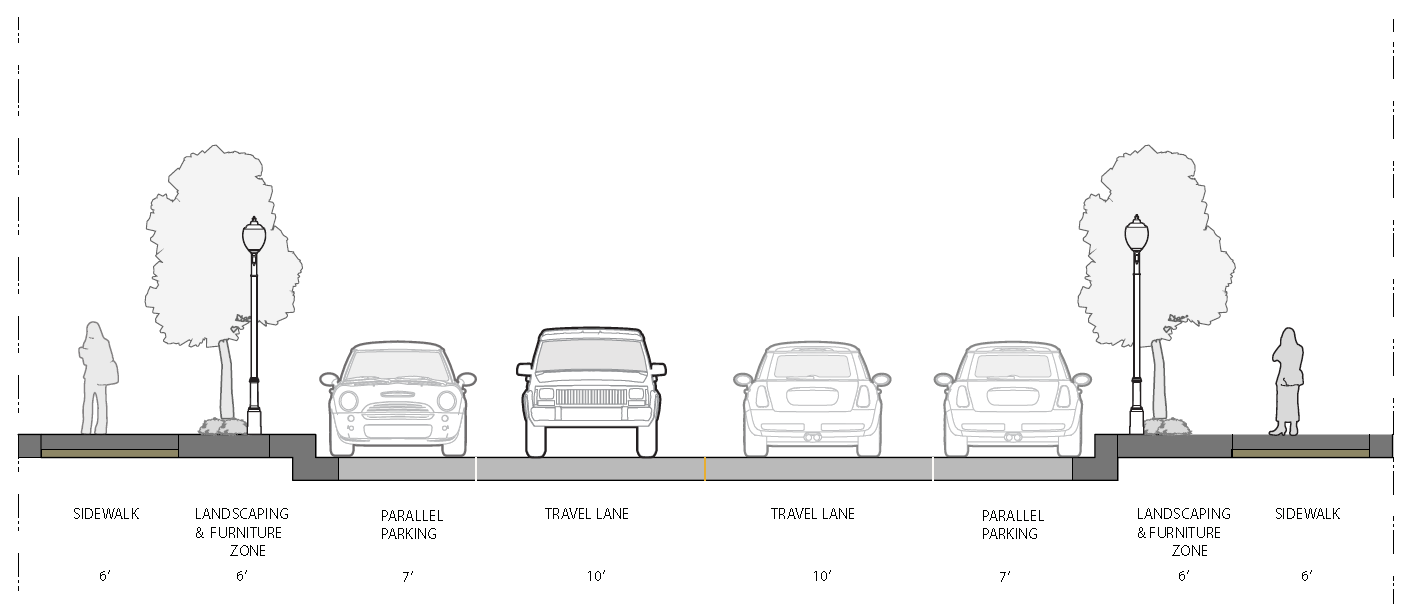 SIDEWALK
LANDSCAPING
& FURNITURE
ZONE
PARALLEL
PARKING
TRAVEL LANE
TRAVEL LANE
PARALLEL
PARKING
LANDSCAPING
& FURNITURE
ZONE
SIDEWALK
6’
6’
7’
10’
10’
7’
6’
6’